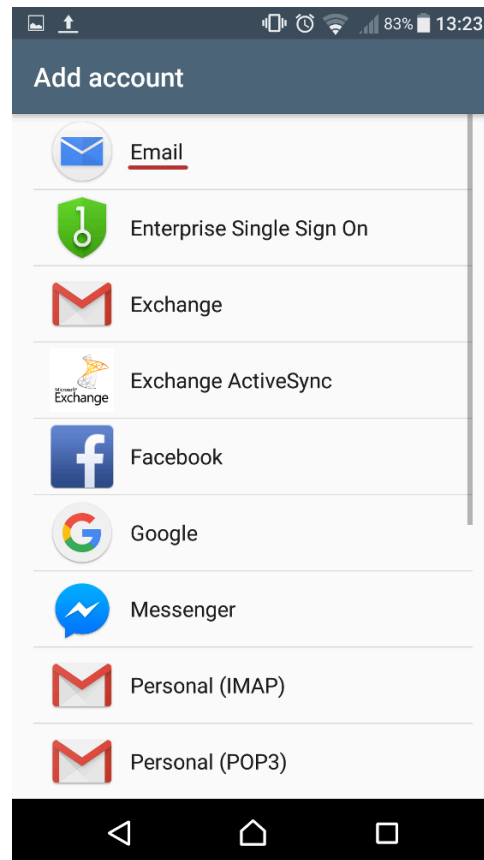 83% 13:23
Add account
Email
Enterprise Single Sign On
Exchange
Microsoft
Exchange
Exchange ActiveSync
Facebook
Google
Messenger
Personal (IMAP)
Personal (POP3)